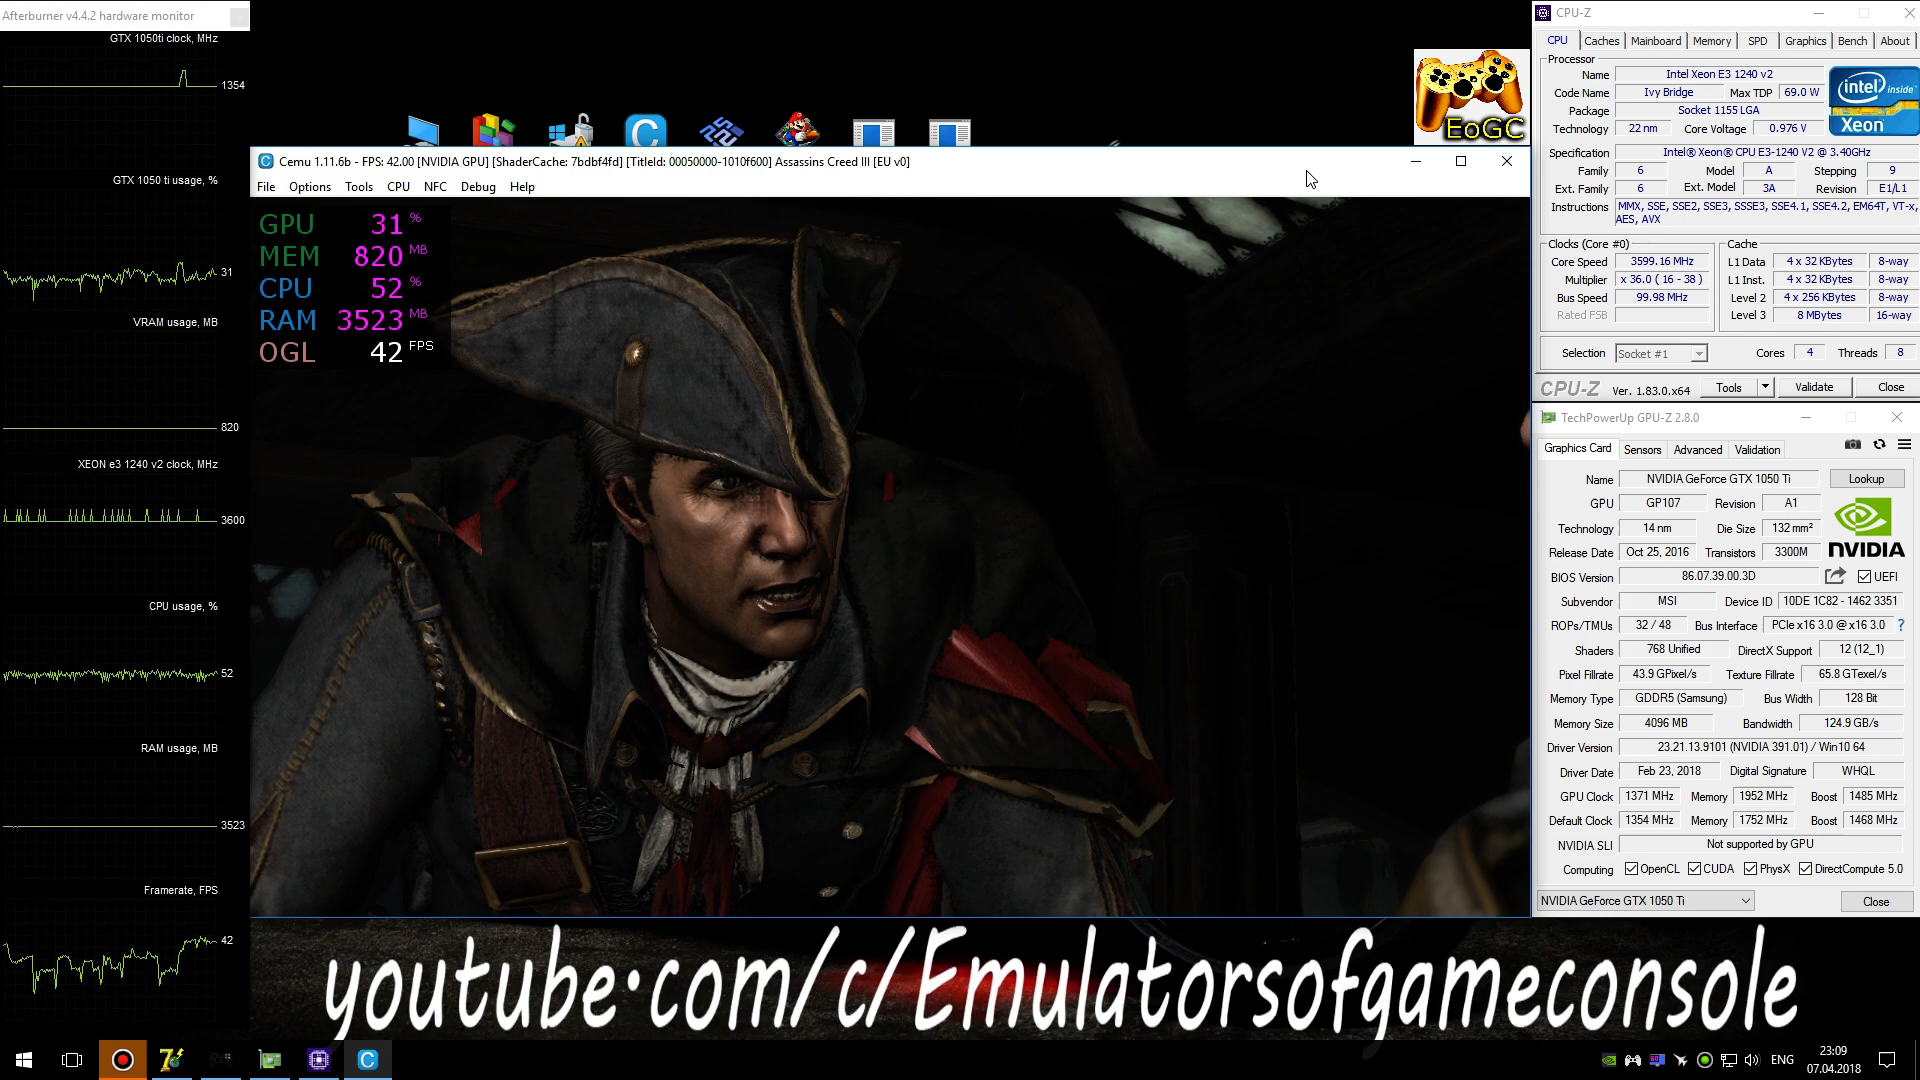 Afterburner v4.4.2 hardware monitor
GTX 1050ti clock, MHz
1354
GTX 1050 ti usage, %
31
VRAM usage, MB
820
XEON e3 1240 v2 clock, MHz
3600
CPU usage, %
52
RAM usage, MB
3523
Framerate, FPS
42
EoGC
Cemu 1.11.6b - FPS: 42.00 [NVIDIA GPU] [ShaderCache: 7bdbf4fd] [TitleId: 00050000-1010f600] Assassins Creed III [EU v0]
File Options Tools CPU NFC Debug Help
GPU 31 %
MEM 820 MB
CPU 52 %
RAM 3523 MB
OGL 42 FPS
youtube.com/c/Emulatorsofgameconsole
CPU-Z
CPU Caches Mainboard Memory SPD Graphics Bench About
Processor
Name Intel Xeon E3 1240 v2
Code Name Ivy Bridge Max TDP 69.0 W
Package Socket 1155 LGA
Technology 22 nm Core Voltage 0.976 V
intel inside
Xeon
Specification Intel® Xeon® CPU E3-1240 V2 @ 3.40GHz
Family 6 Model A Stepping 9
Ext. Family 6 Ext. Model 3A Revision E1/L1
Instructions MMX, SSE, SSE2, SSE3, SSSE3, SSE4.1, SSE4.2, EM64T, VT-x,
AES, AVX
Clocks (Core #0) Cache
Core Speed 3599.16 MHz L1 Data 4 x 32 KBytes 8-way
Multiplier x 36.0 ( 16 - 38 ) L1 Inst. 4 x 32 KBytes 8-way
Bus Speed 99.98 MHz Level 2 4 x 256 KBytes 8-way
Rated FSB Level 3 8 MBytes 16-way
Selection Socket #1 Cores 4 Threads 8
CPU-Z Ver. 1.83.0.x64 Tools Validate Close
TechPowerUp GPU-Z 2.8.0
Graphics Card Sensors Advanced Validation
Name NVIDIA GeForce GTX 1050 Ti Lookup
GPU GP107 Revision A1
Technology 14 nm Die Size 132 mm²
Release Date Oct 25, 2016 Transistors 3300M
NVIDIA
BIOS Version 86.07.39.00.3D UEFI
Subvendor MSI Device ID 10DE 1C82 - 1462 3351
ROPs/TMUs 32 / 48 Bus Interface PCIe x16 3.0 @ x16 3.0 ?
Shaders 768 Unified DirectX Support 12 (12_1)
Pixel Fillrate 43.9 GPixel/s Texture Fillrate 65.8 GTexel/s
Memory Type GDDR5 (Samsung) Bus Width 128 Bit
Memory Size 4096 MB Bandwidth 124.9 GB/s
Driver Version 23.21.13.9101 (NVIDIA 391.01) / Win10 64
Driver Date Feb 23, 2018 Digital Signature WHQL
GPU Clock 1371 MHz Memory 1952 MHz Boost 1485 MHz
Default Clock 1354 MHz Memory 1752 MHz Boost 1468 MHz
NVIDIA SLI Not supported by GPU
Computing OpenCL CUDA PhysX DirectCompute 5.0
NVIDIA GeForce GTX 1050 Ti Close
ENG
23:09
07.04.2018